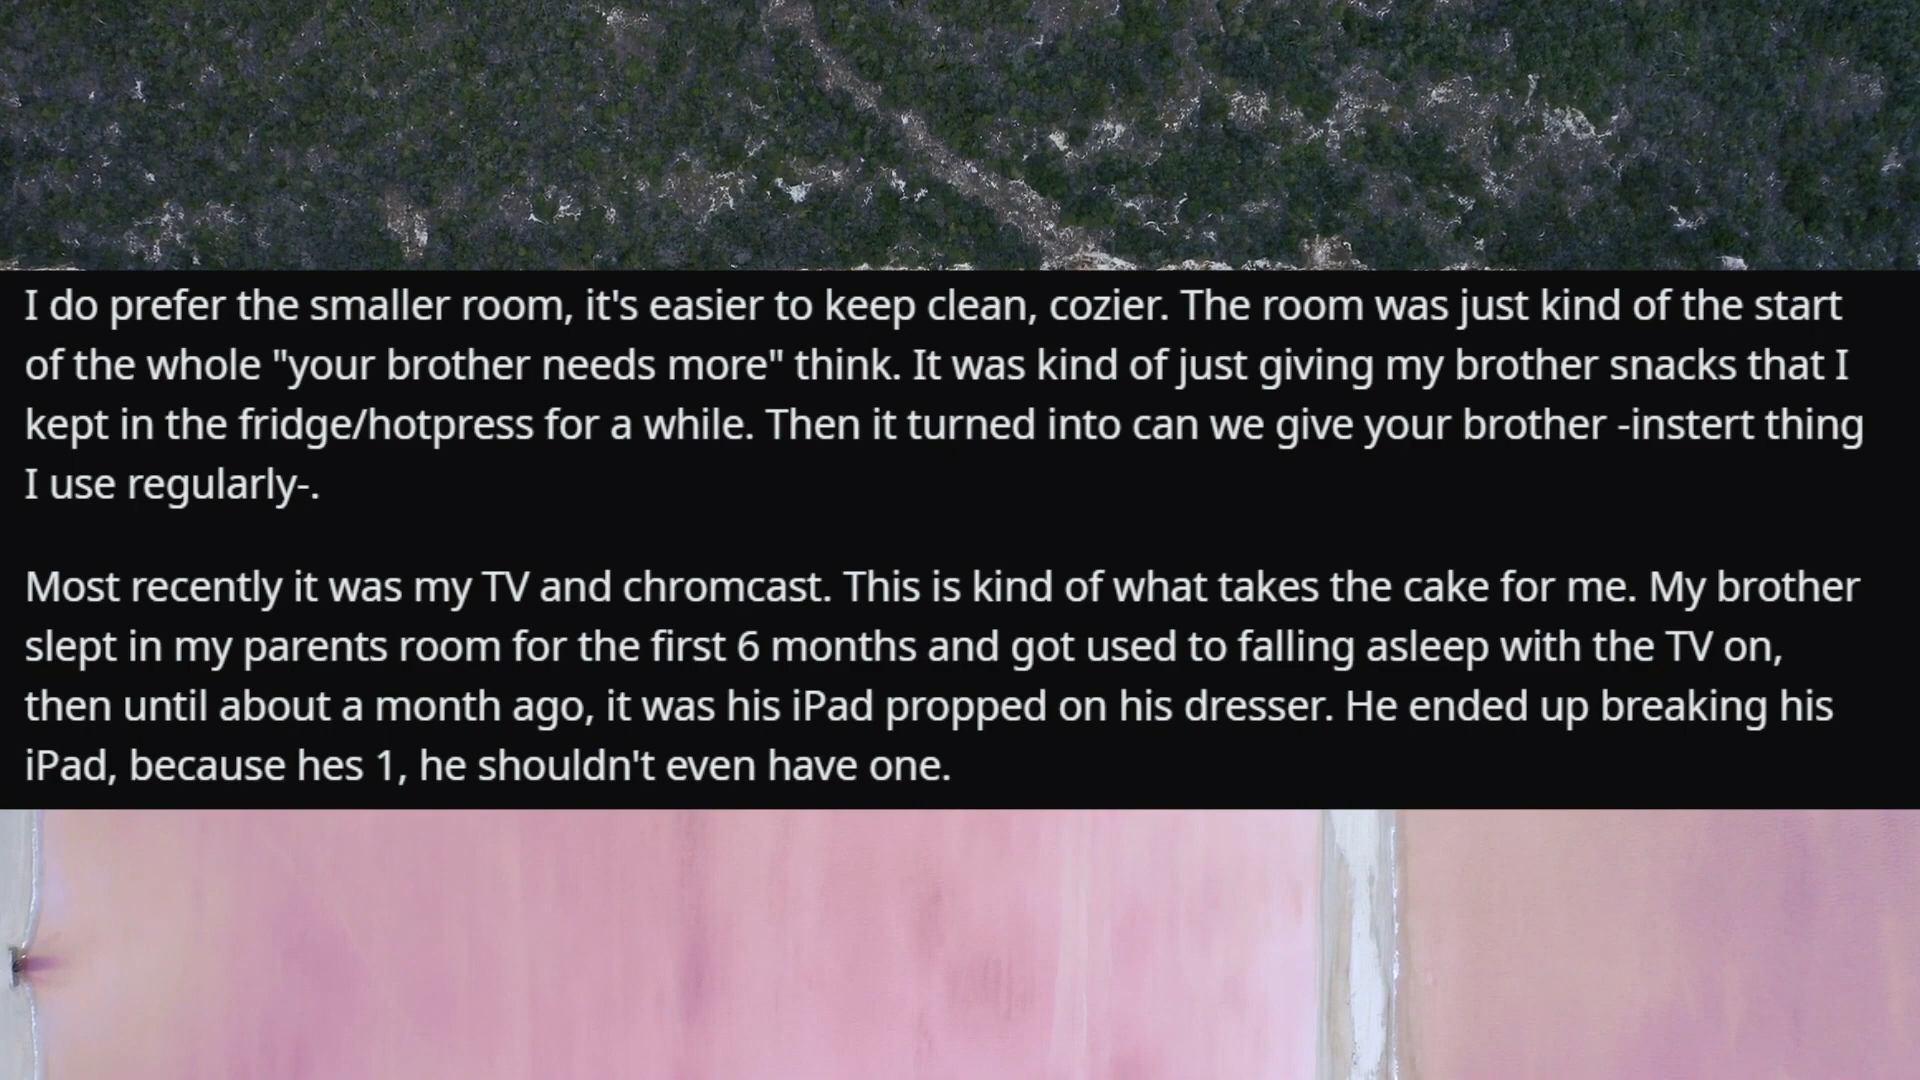 I do prefer the smaller room, it's easier to keep clean, cozier. The room was just kind of the start
of the whole "your brother needs more" think. It was kind of just giving my brother snacks that I
kept in the fridge/hotpress for a while. Then it turned into can we give your brother -instert thing
I use regularly-.
Most recently it was my TV and chromcast. This is kind of what takes the cake for me. My brother
slept in my parents room for the first 6 months and got used to falling asleep with the TV on,
then until about a month ago, it was his iPad propped on his dresser. He ended up breaking his
iPad, because hes 1, he shouldn't even have one.